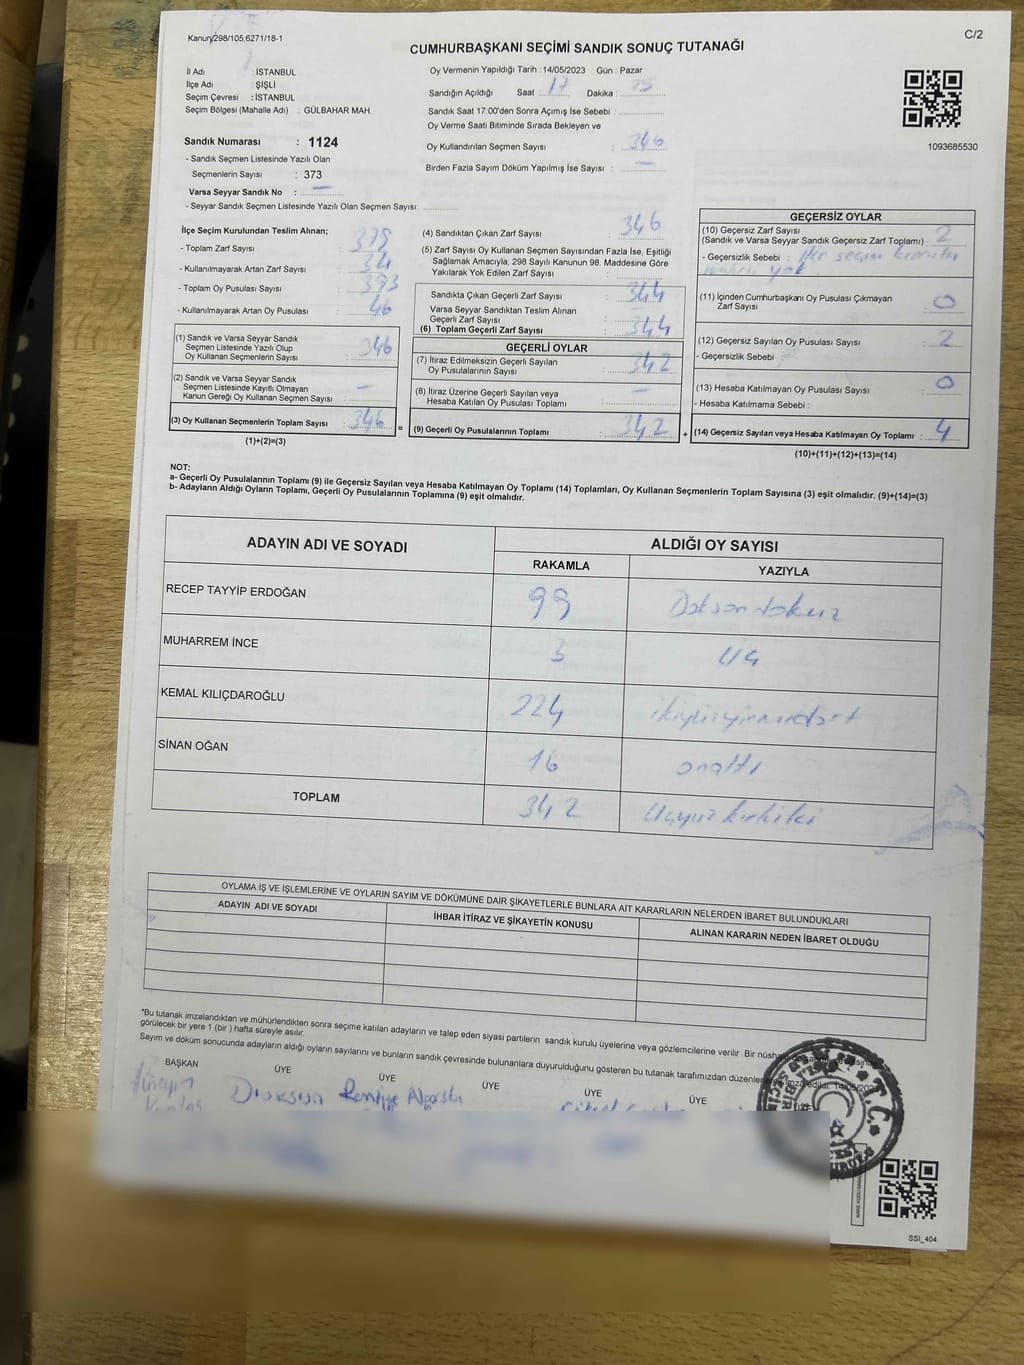 Kanun/298/105,6271/18-1
C/2
CUMHURBAŞKANI SEÇİMİ SANDIK SONUÇ TUTANAĞI
İl Adı : İSTANBUL
İlçe Adı : ŞİŞLİ
Seçim Çevresi : İSTANBUL
Seçim Bölgesi (Mahalle Adı) : GÜLBAHAR MAH.
Oy Vermenin Yapıldığı Tarih : 14/05/2023 Gün : Pazar
Sandığın Açıldığı Saat : 17 Dakika :
Sandık Saat 17:00'den Sonra Açımış İse Sebebi :
Oy Verme Saati Bitiminde Sırada Bekleyen ve
Oy Kullandırılan Seçmen Sayısı : 346
Birden Fazla Sayım Döküm Yapılmış İse Sayısı : —
1093685530
Sandık Numarası : 1124
- Sandık Seçmen Listesinde Yazılı Olan
Seçmenlerin Sayısı : 373
Varsa Seyyar Sandık No : —
- Seyyar Sandık Seçmen Listesinde Yazılı Olan Seçmen Sayısı:
İlçe Seçim Kurulundan Teslim Alınan;
- Toplam Zarf Sayısı :
- Kullanılmayarak Artan Zarf Sayısı :
- Toplam Oy Pusulası Sayısı : 393
- Kullanılmayarak Artan Oy Pusulası : 46
(1) Sandık ve Varsa Seyyar Sandık
Seçmen Listesinde Yazılı Olup
Oy Kullanan Seçmenlerin Sayısı : 346
(2) Sandık ve Varsa Seyyar Sandık
Seçmen Listesinde Kayıtlı Olmayan
Kanun Gereği Oy Kullanan Seçmen Sayısı : —
(3) Oy Kullanan Seçmenlerin Toplam Sayısı : 346 =
(1)+(2)=(3)
(4) Sandıktan Çıkan Zarf Sayısı : 346
(5) Zarf Sayısı Oy Kullanan Seçmen Sayısından Fazla İse, Eşitliği
Sağlamak Amacıyla, 298 Sayılı Kanunun 98. Maddesine Göre
Yakılarak Yok Edilen Zarf Sayısı :
Sandıkta Çıkan Geçerli Zarf Sayısı : 344
Varsa Seyyar Sandıktan Teslim Alınan
Geçerli Zarf Sayısı : —
(6) Toplam Geçerli Zarf Sayısı : 344
GEÇERLİ OYLAR
(7) İtiraz Edilmeksizin Geçerli Sayılan
Oy Pusulalarının Sayısı : 342
(8) İtiraz Üzerine Geçerli Sayılan veya
Hesaba Katılan Oy Pusulası Toplamı : —
(9) Geçerli Oy Pusulalarının Toplamı : 342 +
GEÇERSİZ OYLAR
(10) Geçersiz Zarf Sayısı
(Sandık ve Varsa Seyyar Sandık Geçersiz Zarf Toplamı) : 2
- Geçersizlik Sebebi : yok.
(11) İçinden Cumhurbaşkanı Oy Pusulası Çıkmayan
Zarf Sayısı : 0
(12) Geçersiz Sayılan Oy Pusulası Sayısı : 2
- Geçersizlik Sebebi :
(13) Hesaba Katılmayan Oy Pusulası Sayısı : 0
- Hesaba Katılmama Sebebi :
(14) Geçersiz Sayılan veya Hesaba Katılmayan Oy Toplamı : 4
(10)+(11)+(12)+(13)=(14)
NOT:
a- Geçerli Oy Pusulalarının Toplamı (9) ile Geçersiz Sayılan veya Hesaba Katılmayan Oy Toplamı (14) Toplamları, Oy Kullanan Seçmenlerin Toplam Sayısına (3) eşit olmalıdır. (9)+(14)=(3)
b- Adayların Aldığı Oyların Toplamı, Geçerli Oy Pusulalarının Toplamına (9) eşit olmalıdır.
ADAYIN ADI VE SOYADI ALDIĞI OY SAYISI
RAKAMLA YAZIYLA
RECEP TAYYİP ERDOĞAN 99 Doksan dokuz
MUHARREM İNCE 3 Üç
KEMAL KILIÇDAROĞLU 224 ikiyüzyirmidört
SİNAN OĞAN 16 onaltı
TOPLAM 342 Üçyüz kırkiki
OYLAMA İŞ VE İŞLEMLERİNE VE OYLARIN SAYIM VE DÖKÜMÜNE DAİR ŞİKAYETLERLE BUNLARA AİT KARARLARIN NELERDEN İBARET BULUNDUKLARI
ADAYIN ADI VE SOYADI İHBAR İTİRAZ VE ŞİKAYETİN KONUSU ALINAN KARARIN NEDEN İBARET OLDUĞU
*Bu tutanak imzalandıktan ve mühürlendikten sonra seçime katılan adayların ve talep eden siyasi partilerin sandık kurulu üyelerine veya gözlemcilerine verilir. Bir nüsha
görülecek bir yere 1 (bir ) hafta süreyle asılır.
Sayım ve döküm sonucunda adayların aldığı oyların sayılarını ve bunların sandık çevresinde bulunanlara duyurulduğunu gösteren bu tutanak tarafımızdan
BAŞKAN ÜYE ÜYE ÜYE ÜYE ÜYE
Hüseyin
T.C.
SSİ_404